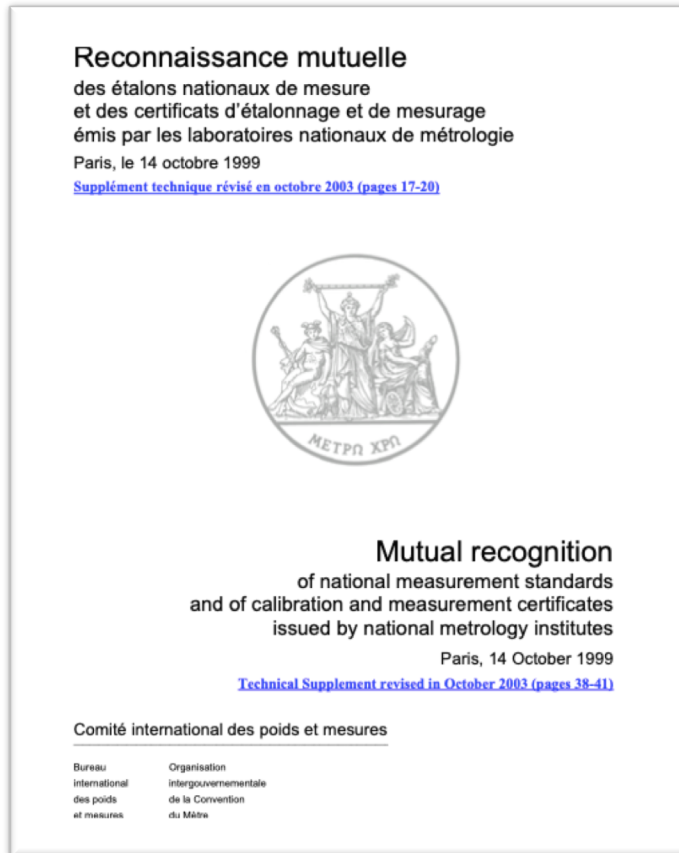 Reconnaissance mutuelle
des étalons nationaux de mesure
et des certificats d'étalonnage et de mesurage
émis par les laboratoires nationaux de métrologie
Paris, le 14 octobre 1999
Supplément technique révisé en octobre 2003 (pages 17-20)
ΜΕΤΡΩ ΧΡΩ
Mutual recognition
of national measurement standards
and of calibration and measurement certificates
issued by national metrology institutes
Paris, 14 October 1999
Technical Supplement revised in October 2003 (pages 38-41)
Comité international des poids et mesures
Bureau Organisation
international intergouvernementale
des poids de la Convention
et mesures du Mètre